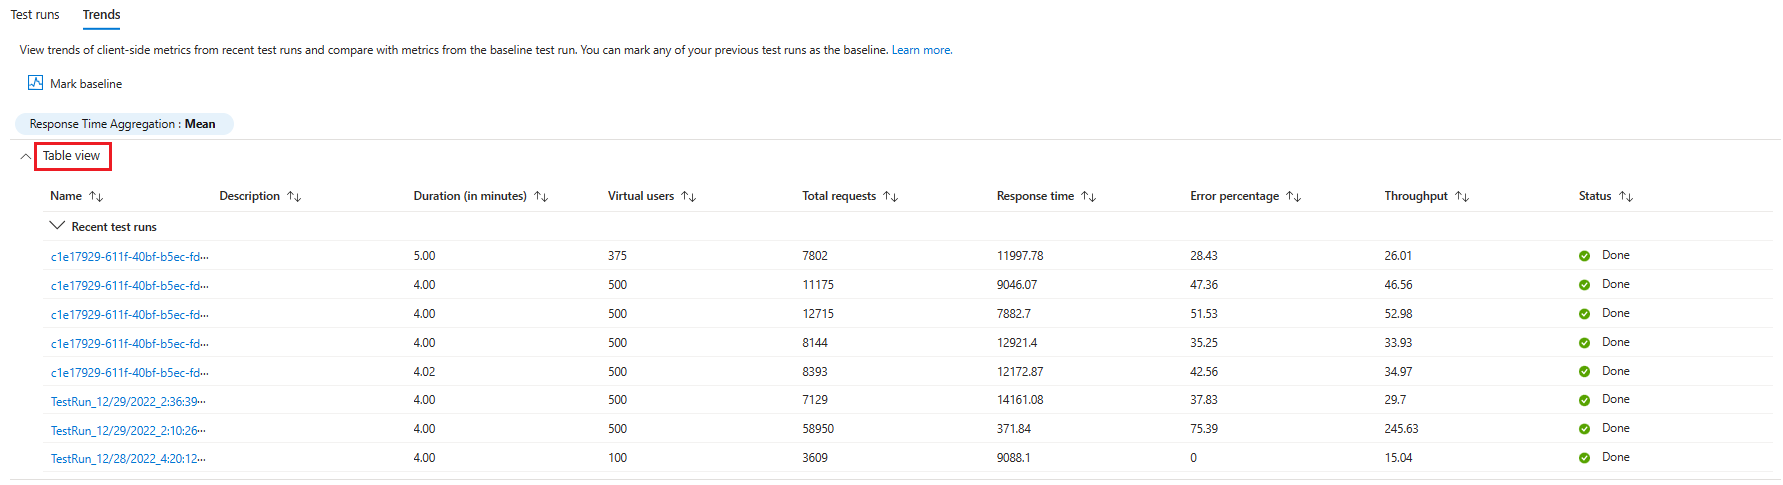 Test runs Trends
View trends of client-side metrics from recent test runs and compare with metrics from the baseline test run. You can mark any of your previous test runs as the baseline. Learn more.
Mark baseline
Response Time Aggregation : Mean
Table view
Name Description Duration (in minutes) Virtual users Total requests Response time Error percentage Throughput Status
Recent test runs
c1e17929-611f-40bf-b5ec-fd··· 5.00 375 7802 11997.78 28.43 26.01 Done
c1e17929-611f-40bf-b5ec-fd··· 4.00 500 11175 9046.07 47.36 46.56 Done
c1e17929-611f-40bf-b5ec-fd··· 4.00 500 12715 7882.7 51.53 52.98 Done
c1e17929-611f-40bf-b5ec-fd··· 4.00 500 8144 12921.4 35.25 33.93 Done
c1e17929-611f-40bf-b5ec-fd··· 4.02 500 8393 12172.87 42.56 34.97 Done
TestRun_12/29/2022_2:36:39··· 4.00 500 7129 14161.08 37.83 29.7 Done
TestRun_12/29/2022_2:10:26··· 4.00 500 58950 371.84 75.39 245.63 Done
TestRun_12/28/2022_4:20:12··· 4.00 100 3609 9088.1 0 15.04 Done